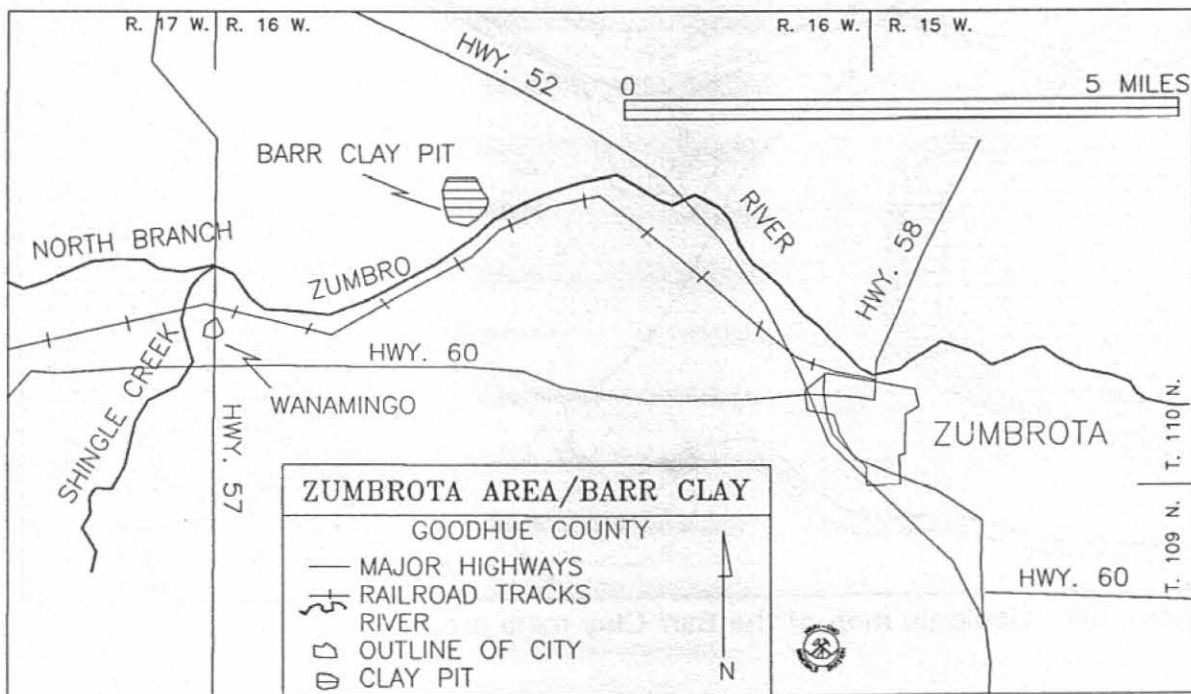 R. 17 W. R. 16 W.
R. 16 W. R. 15 W.
HWY. 52
0 5 MILES
BARR CLAY PIT
RIVER
HWY. 58
NORTH BRANCH
ZUMBRO
HWY. 60
SHINGLE CREEK
WANAMINGO
HWY. 57
ZUMBROTA
T. 110 N.
T. 109 N.
HWY. 60
ZUMBROTA AREA/BARR CLAY
GOODHUE COUNTY
MAJOR HIGHWAYS
RAILROAD TRACKS
RIVER
OUTLINE OF CITY
CLAY PIT
N